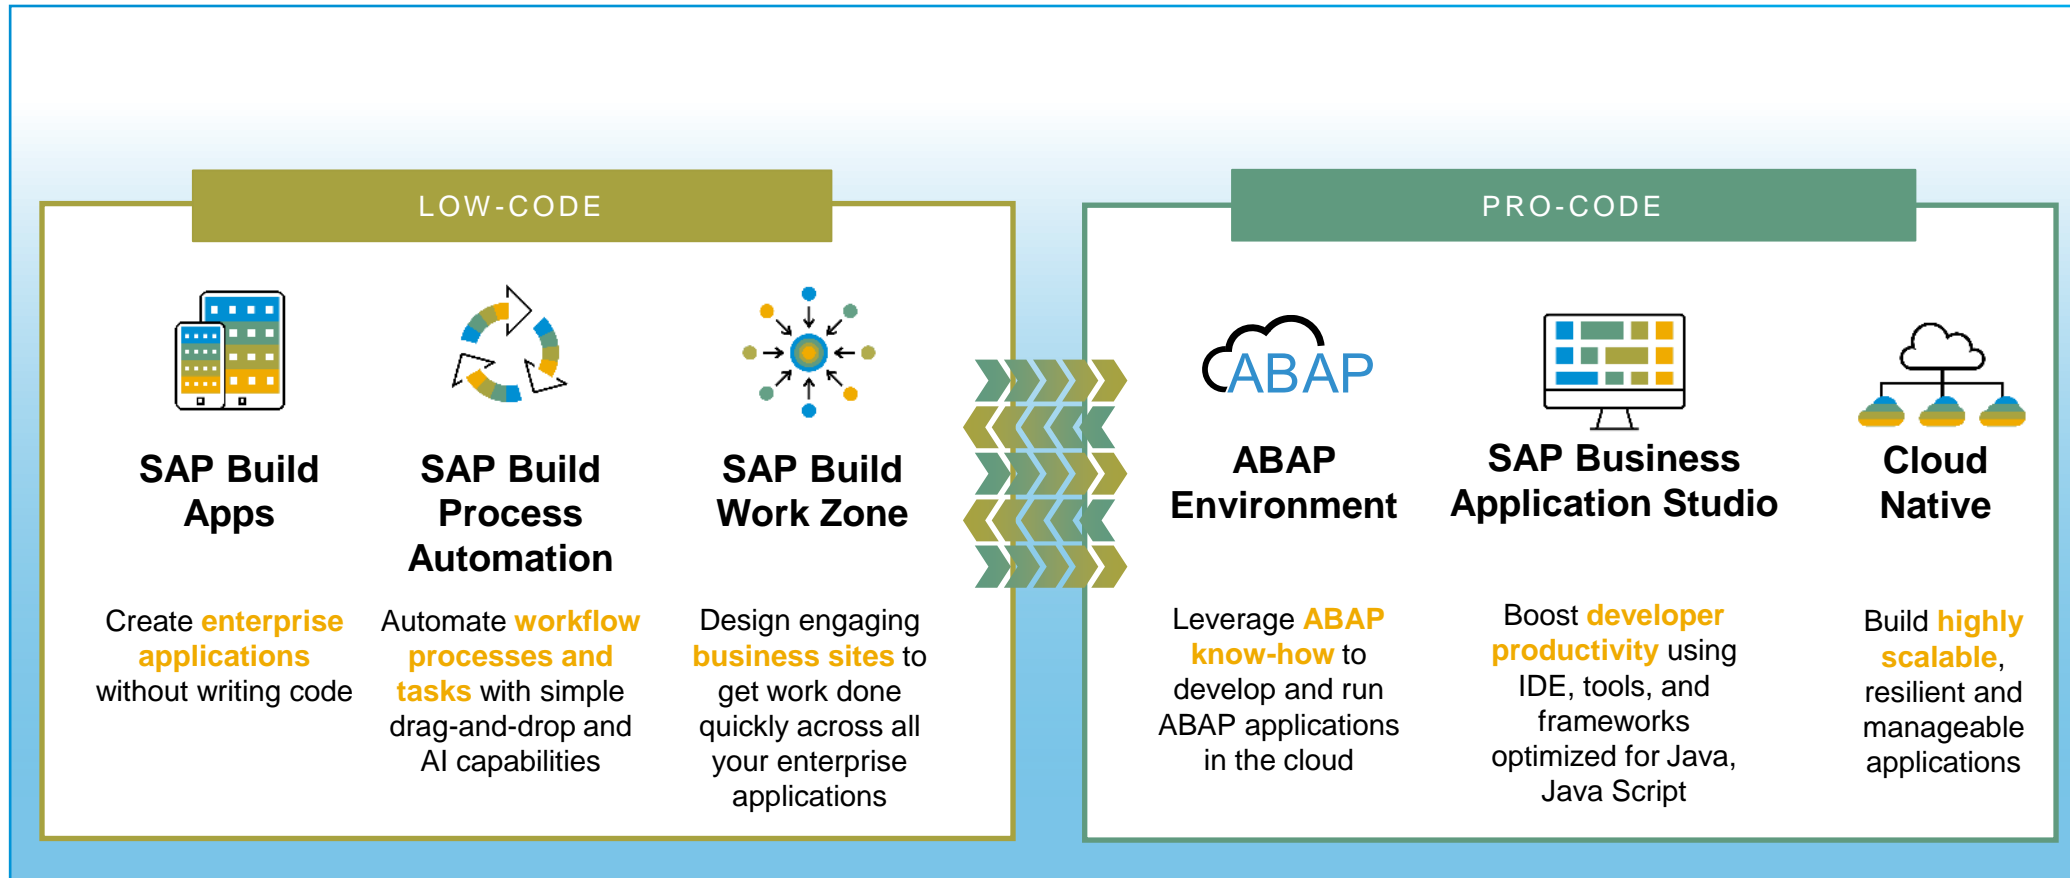 LOW-CODE
SAP Build
Apps
Create enterprise
applications
without writing code
SAP Build
Process
Automation
Automate workflow
processes and
tasks with simple
drag-and-drop and
AI capabilities
SAP Build
Work Zone
Design engaging
business sites to
get work done
quickly across all
your enterprise
applications
PRO-CODE
ABAP
ABAP
Environment
Leverage ABAP
know-how to
develop and run
ABAP applications
in the cloud
SAP Business
Application Studio
Boost developer
productivity using
IDE, tools, and
frameworks
optimized for Java,
Java Script
Cloud
Native
Build highly
scalable,
resilient and
manageable
applications